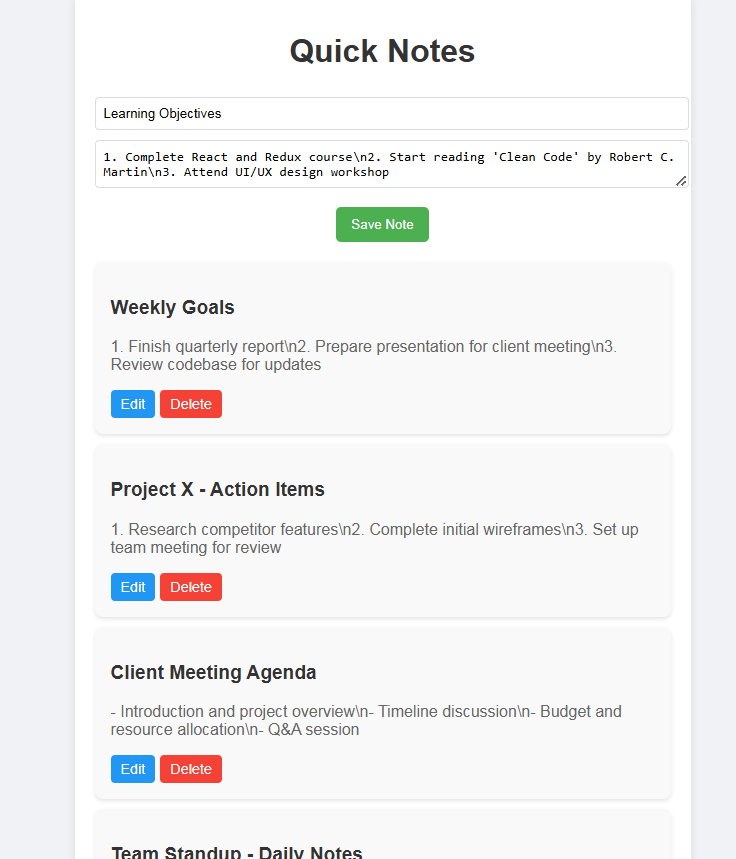 Quick Notes
Learning Objectives
1. Complete React and Redux course\n2. Start reading 'Clean Code' by Robert C.
Martin\n3. Attend UI/UX design workshop
Save Note
Weekly Goals
1. Finish quarterly report\n2. Prepare presentation for client meeting\n3.
Review codebase for updates
Edit Delete
Project X - Action Items
1. Research competitor features\n2. Complete initial wireframes\n3. Set up
team meeting for review
Edit Delete
Client Meeting Agenda
- Introduction and project overview\n- Timeline discussion\n- Budget and
resource allocation\n- Q&A session
Edit Delete
Team Standup - Daily Notes